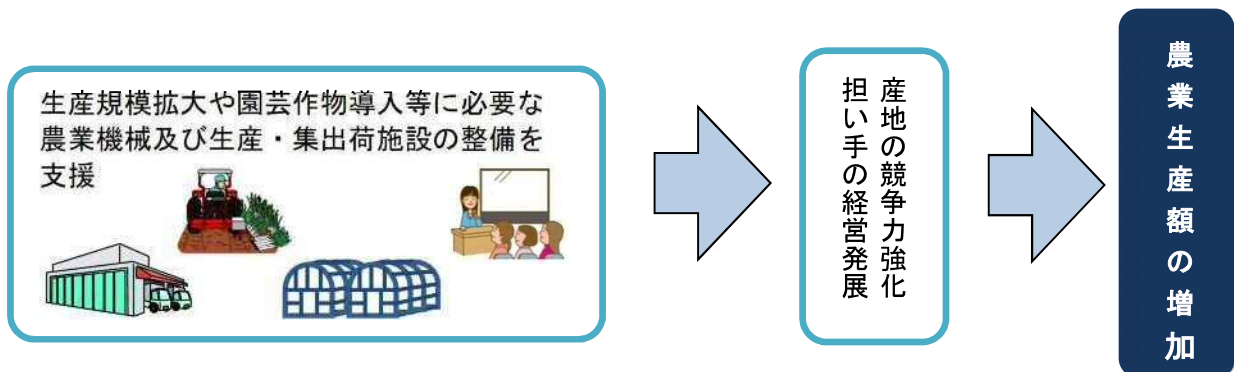 生産規模拡大や園芸作物導入等に必要な
農業機械及び生産・集出荷施設の整備を
支援
産地の競争力強化
担い手の経営発展
農業生産額の増加